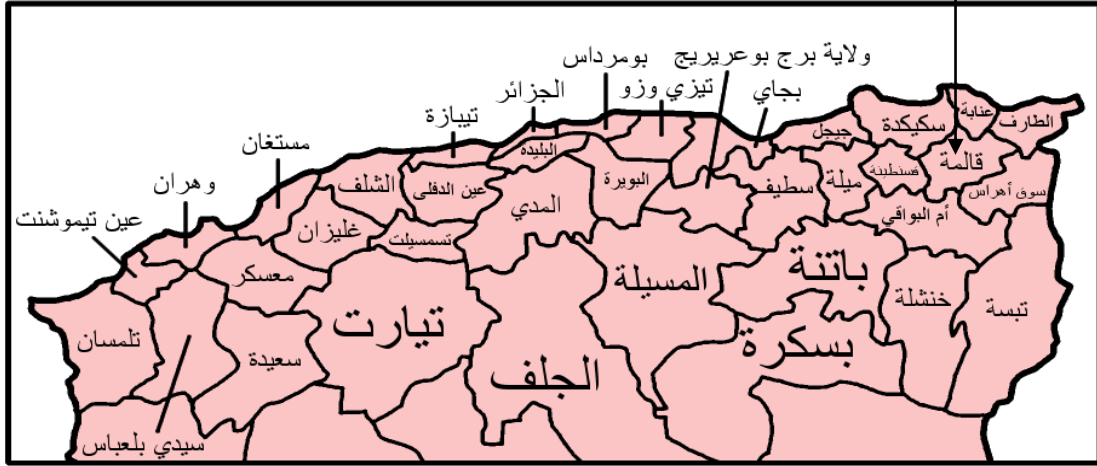 ولاية برج بوعريريج
بومرداس
تيزي وزو
بجاي
الجزائر
تيبازة
مستغان
وهران
عين تيموشنت
الطارف
عنابة
سكيكدة
جيجل
قالمة
قسنطينة
ميلة
سطيف
سوق أهراس
أم البواقي
البليدة
البويرة
المدي
عين الدفلى
الشلف
تسمسيلت
غليزان
معسكر
باتنة
المسيلة
خنشلة
تبسة
تيارت
بسكرة
الجلف
سعيدة
تلمسان
سيدي بلعباس